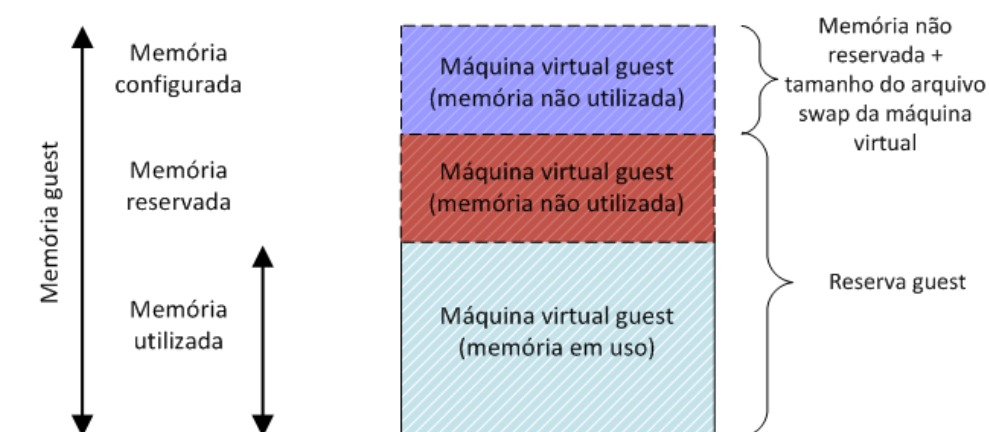 Memória guest
Memória
configurada
Memória
reservada
Memória
utilizada
Máquina virtual guest
(memória não utilizada)
Máquina virtual guest
(memória não utilizada)
Máquina virtual guest
(memória em uso)
Memória não
reservada +
tamanho do arquivo
swap da máquina
virtual
Reserva guest